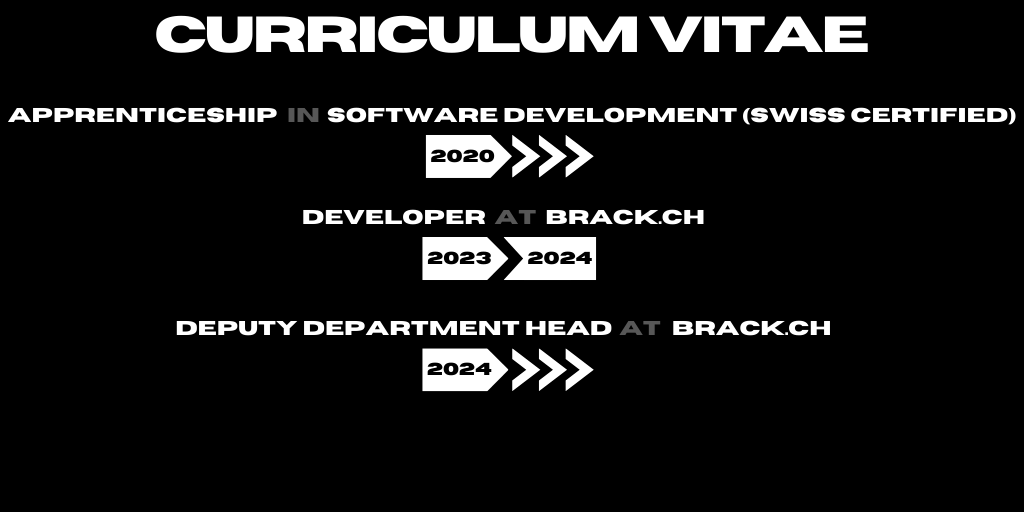 CURRICULUM VITAE
APPRENTICESHIP IN SOFTWARE DEVELOPMENT (SWISS CERTIFIED)
2020
DEVELOPER AT BRACK.CH
2023 2024
DEPUTY DEPARTMENT HEAD AT BRACK.CH
2024